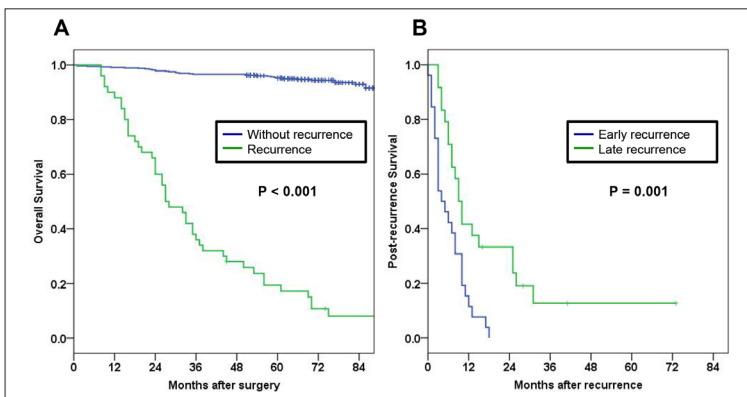 A
B
1.0
0.8
0.6
0.4
0.2
0.0
Overall Survival
Without recurrence
Recurrence
P < 0.001
0 12 24 36 48 60 72 84
Months after surgery
1.0
0.8
0.6
0.4
0.2
0.0
Post-recurrence Survival
Early recurrence
Late recurrence
P = 0.001
0 12 24 36 48 60 72 84
Months after recurrence